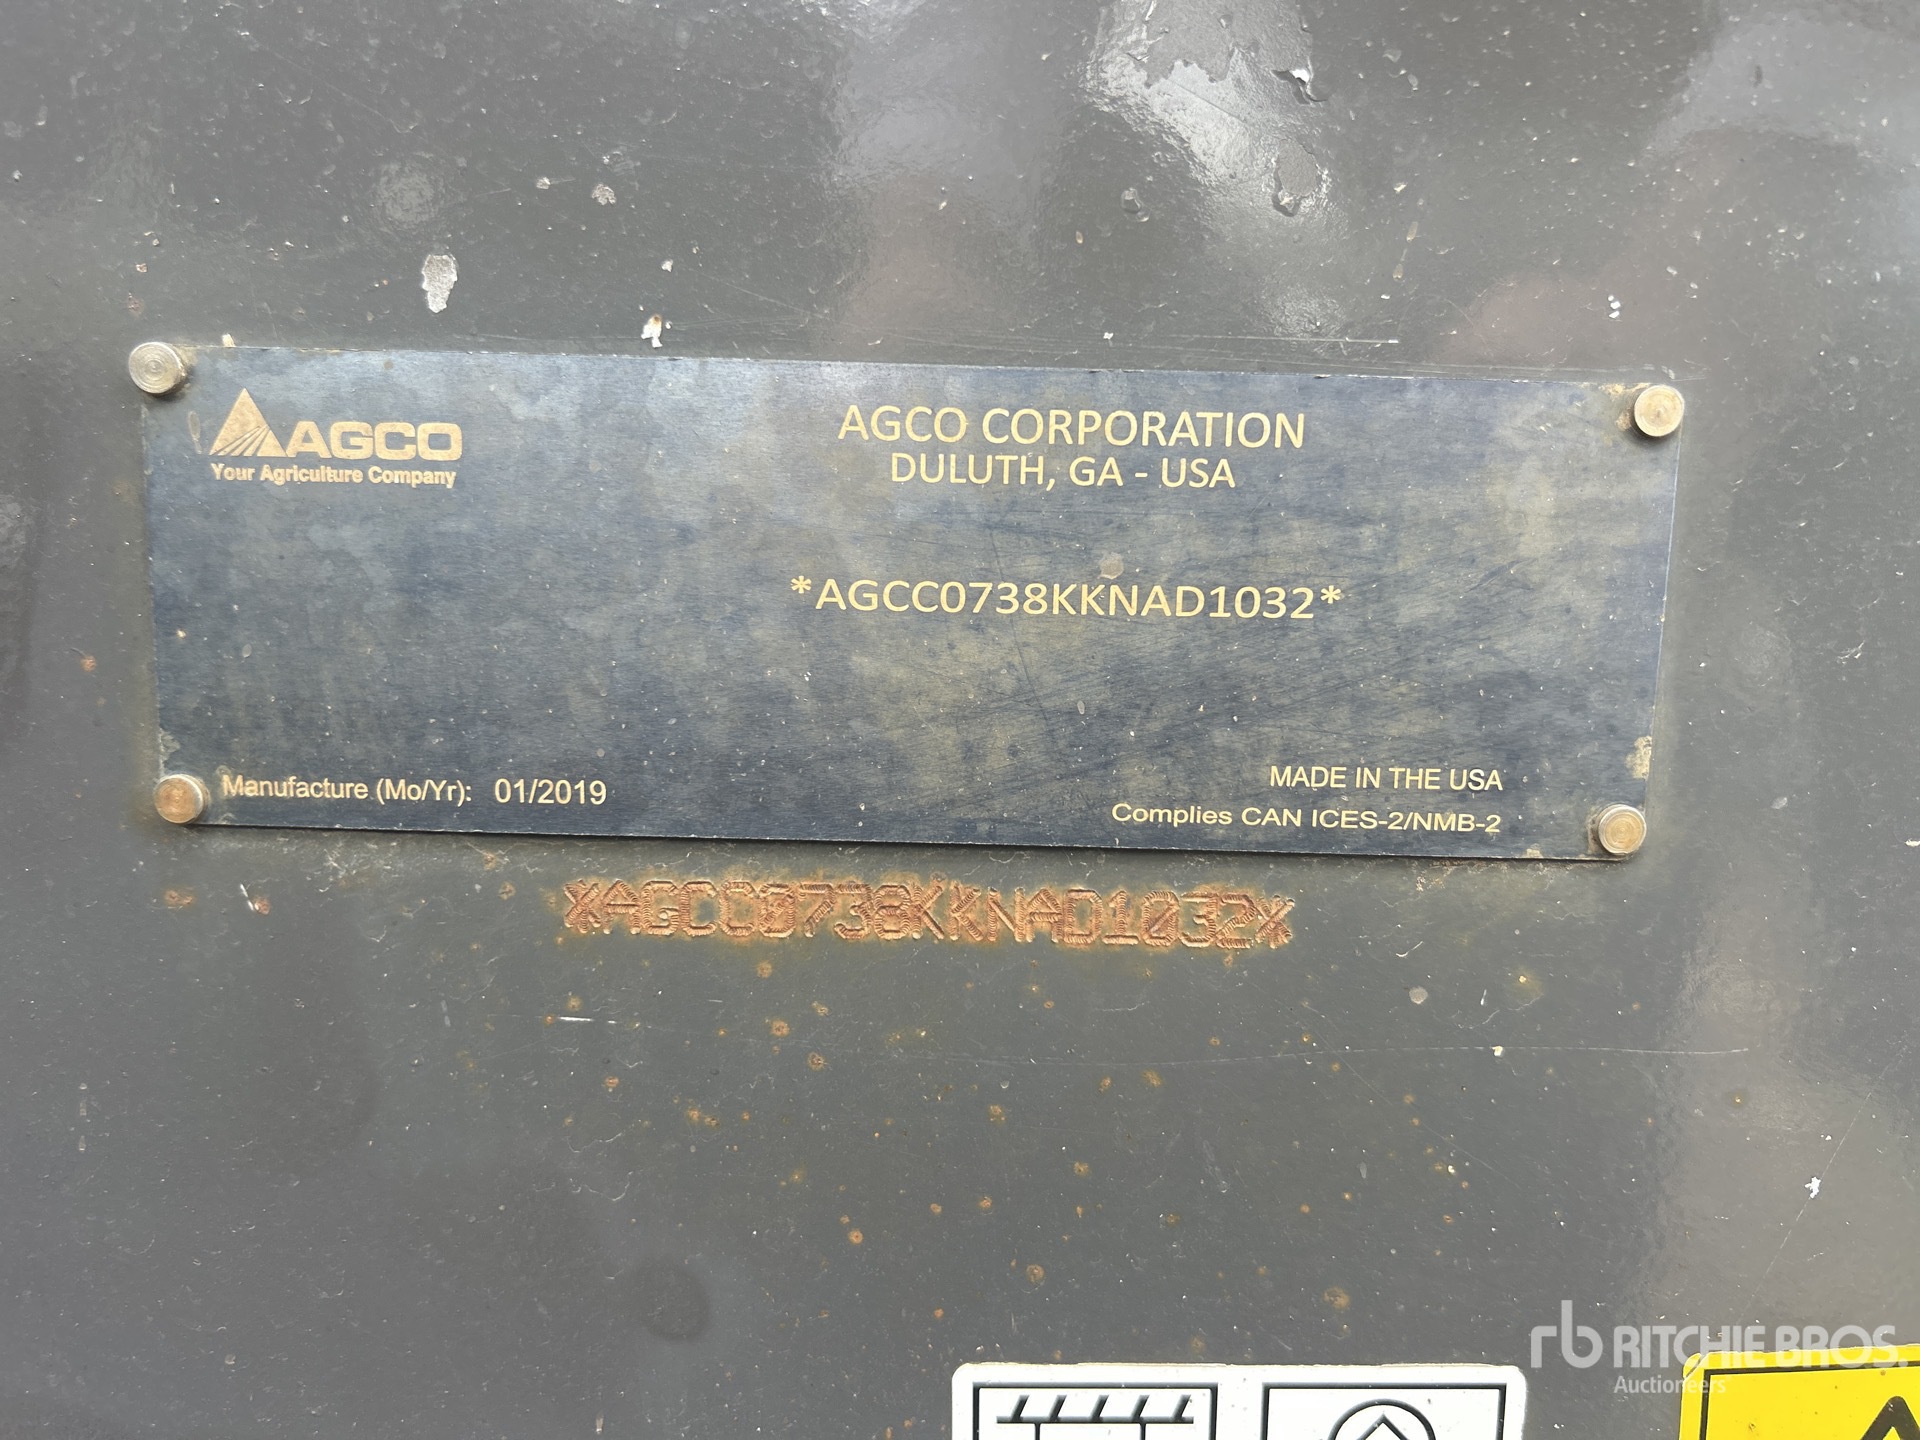 AGCO
Your Agriculture Company
AGCO CORPORATION
DULUTH, GA - USA
*AGCC0738KKNAD1032*
Manufacture (Mo/Yr): 01/2019
MADE IN THE USA
Complies CAN ICES-2/NMB-2
*AGCC0738KKNAD1032*
rb RITCHIE BROS.
Auctioneers